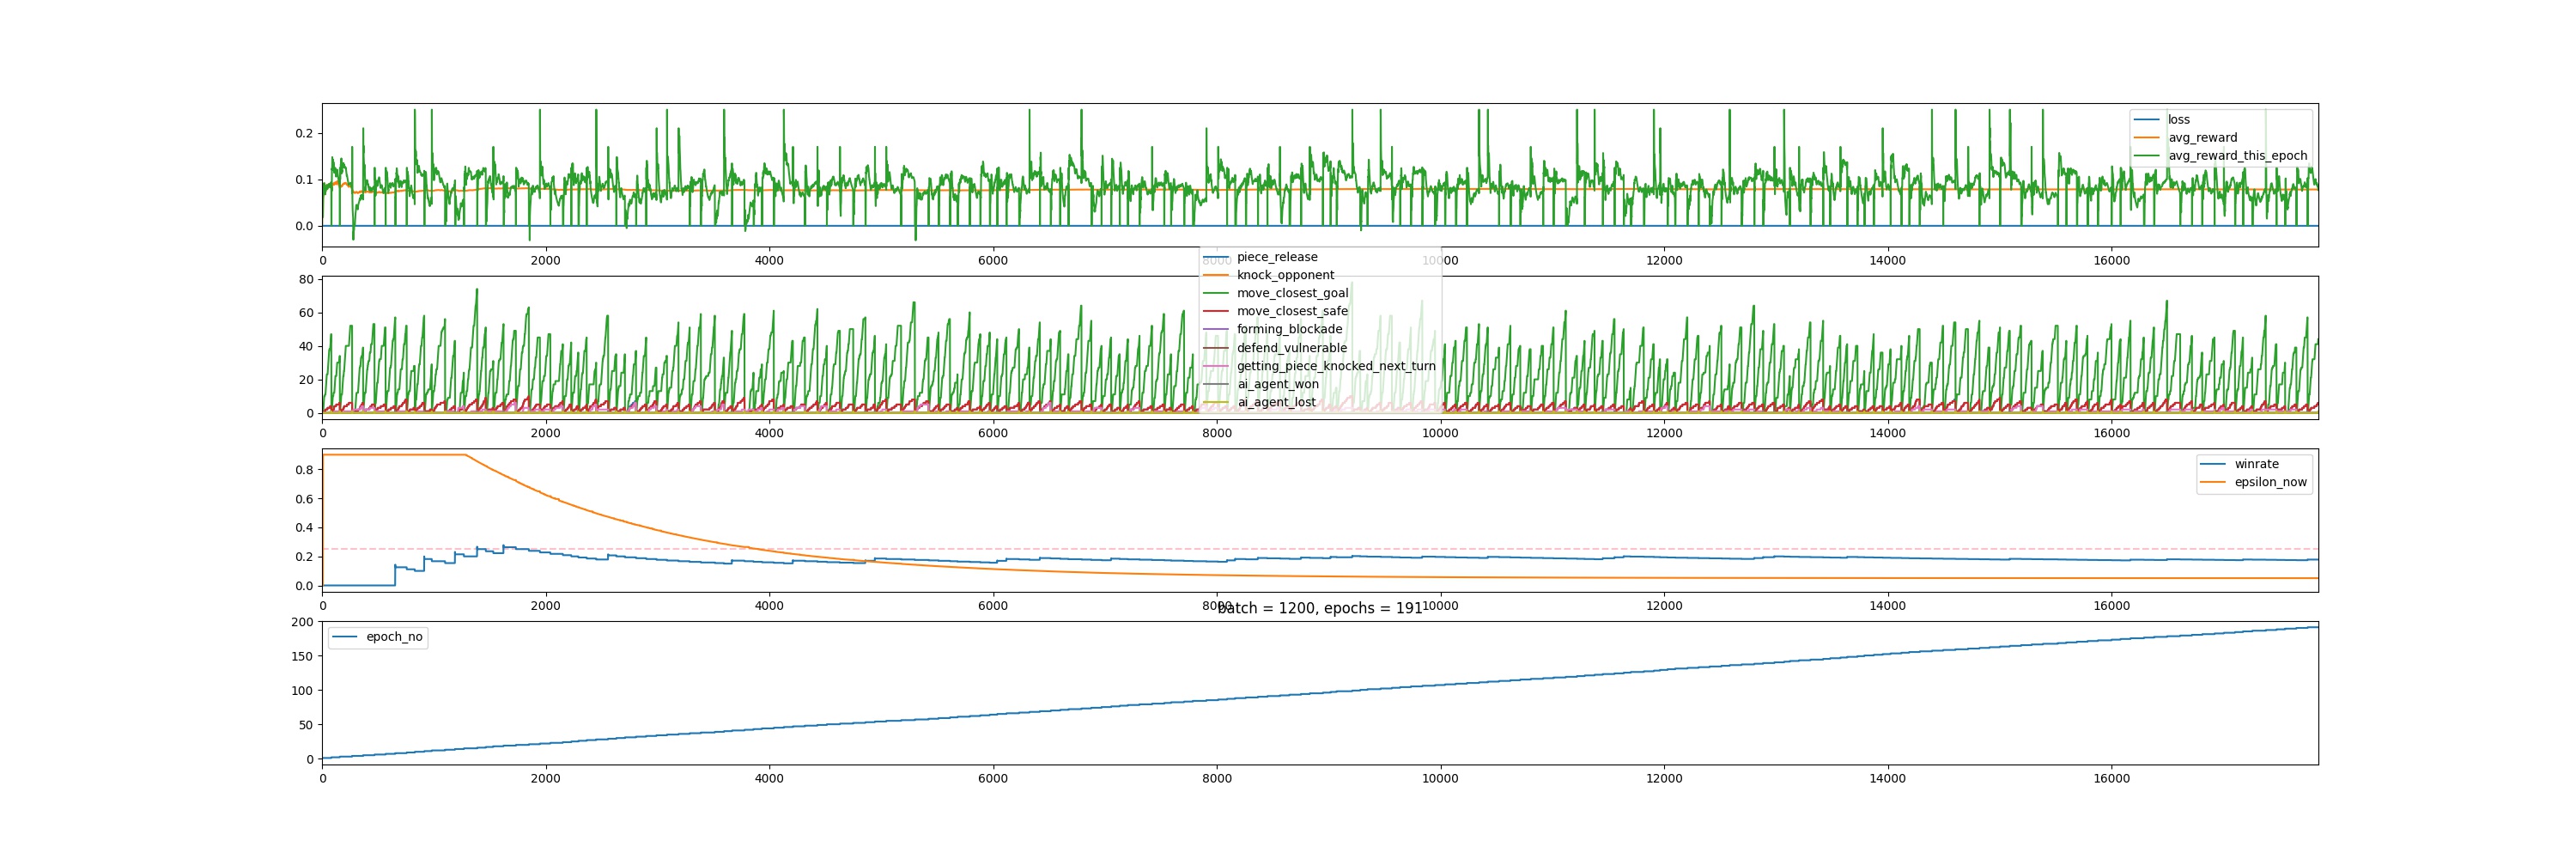 0.2
0.1
0.0
loss
avg_reward
avg_reward_this_epoch
0 2000 4000 6000 8000 10000 12000 14000 16000
80
60
40
20
0
piece_release
knock_opponent
move_closest_goal
move_closest_safe
forming_blockade
defend_vulnerable
getting_piece_knocked_next_turn
ai_agent_won
ai_agent_lost
0 2000 4000 6000 8000 10000 12000 14000 16000
0.8
0.6
0.4
0.2
0.0
winrate
epsilon_now
0 2000 4000 6000 8000 10000 12000 14000 16000
batch = 1200, epochs = 191
200
150
100
50
0
epoch_no
0 2000 4000 6000 8000 10000 12000 14000 16000